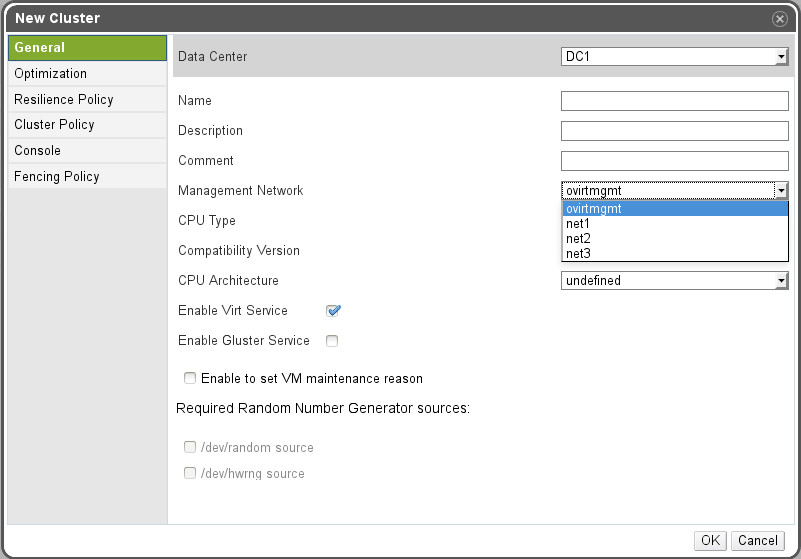 New Cluster
General
Optimization
Resilience Policy
Cluster Policy
Console
Fencing Policy
Data Center DC1
Name
Description
Comment
Management Network ovirtmgmt
ovirtmgmt
CPU Type
net1
net2
Compatibility Version
net3
CPU Architecture undefined
Enable Virt Service
Enable Gluster Service
Enable to set VM maintenance reason
Required Random Number Generator sources:
/dev/random source
/dev/hwrng source
OK Cancel